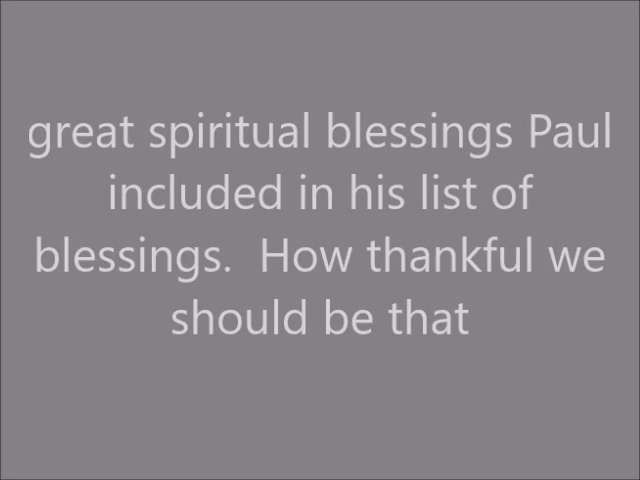 great spiritual blessings Paul
included in his list of
blessings.  How thankful we
should be that